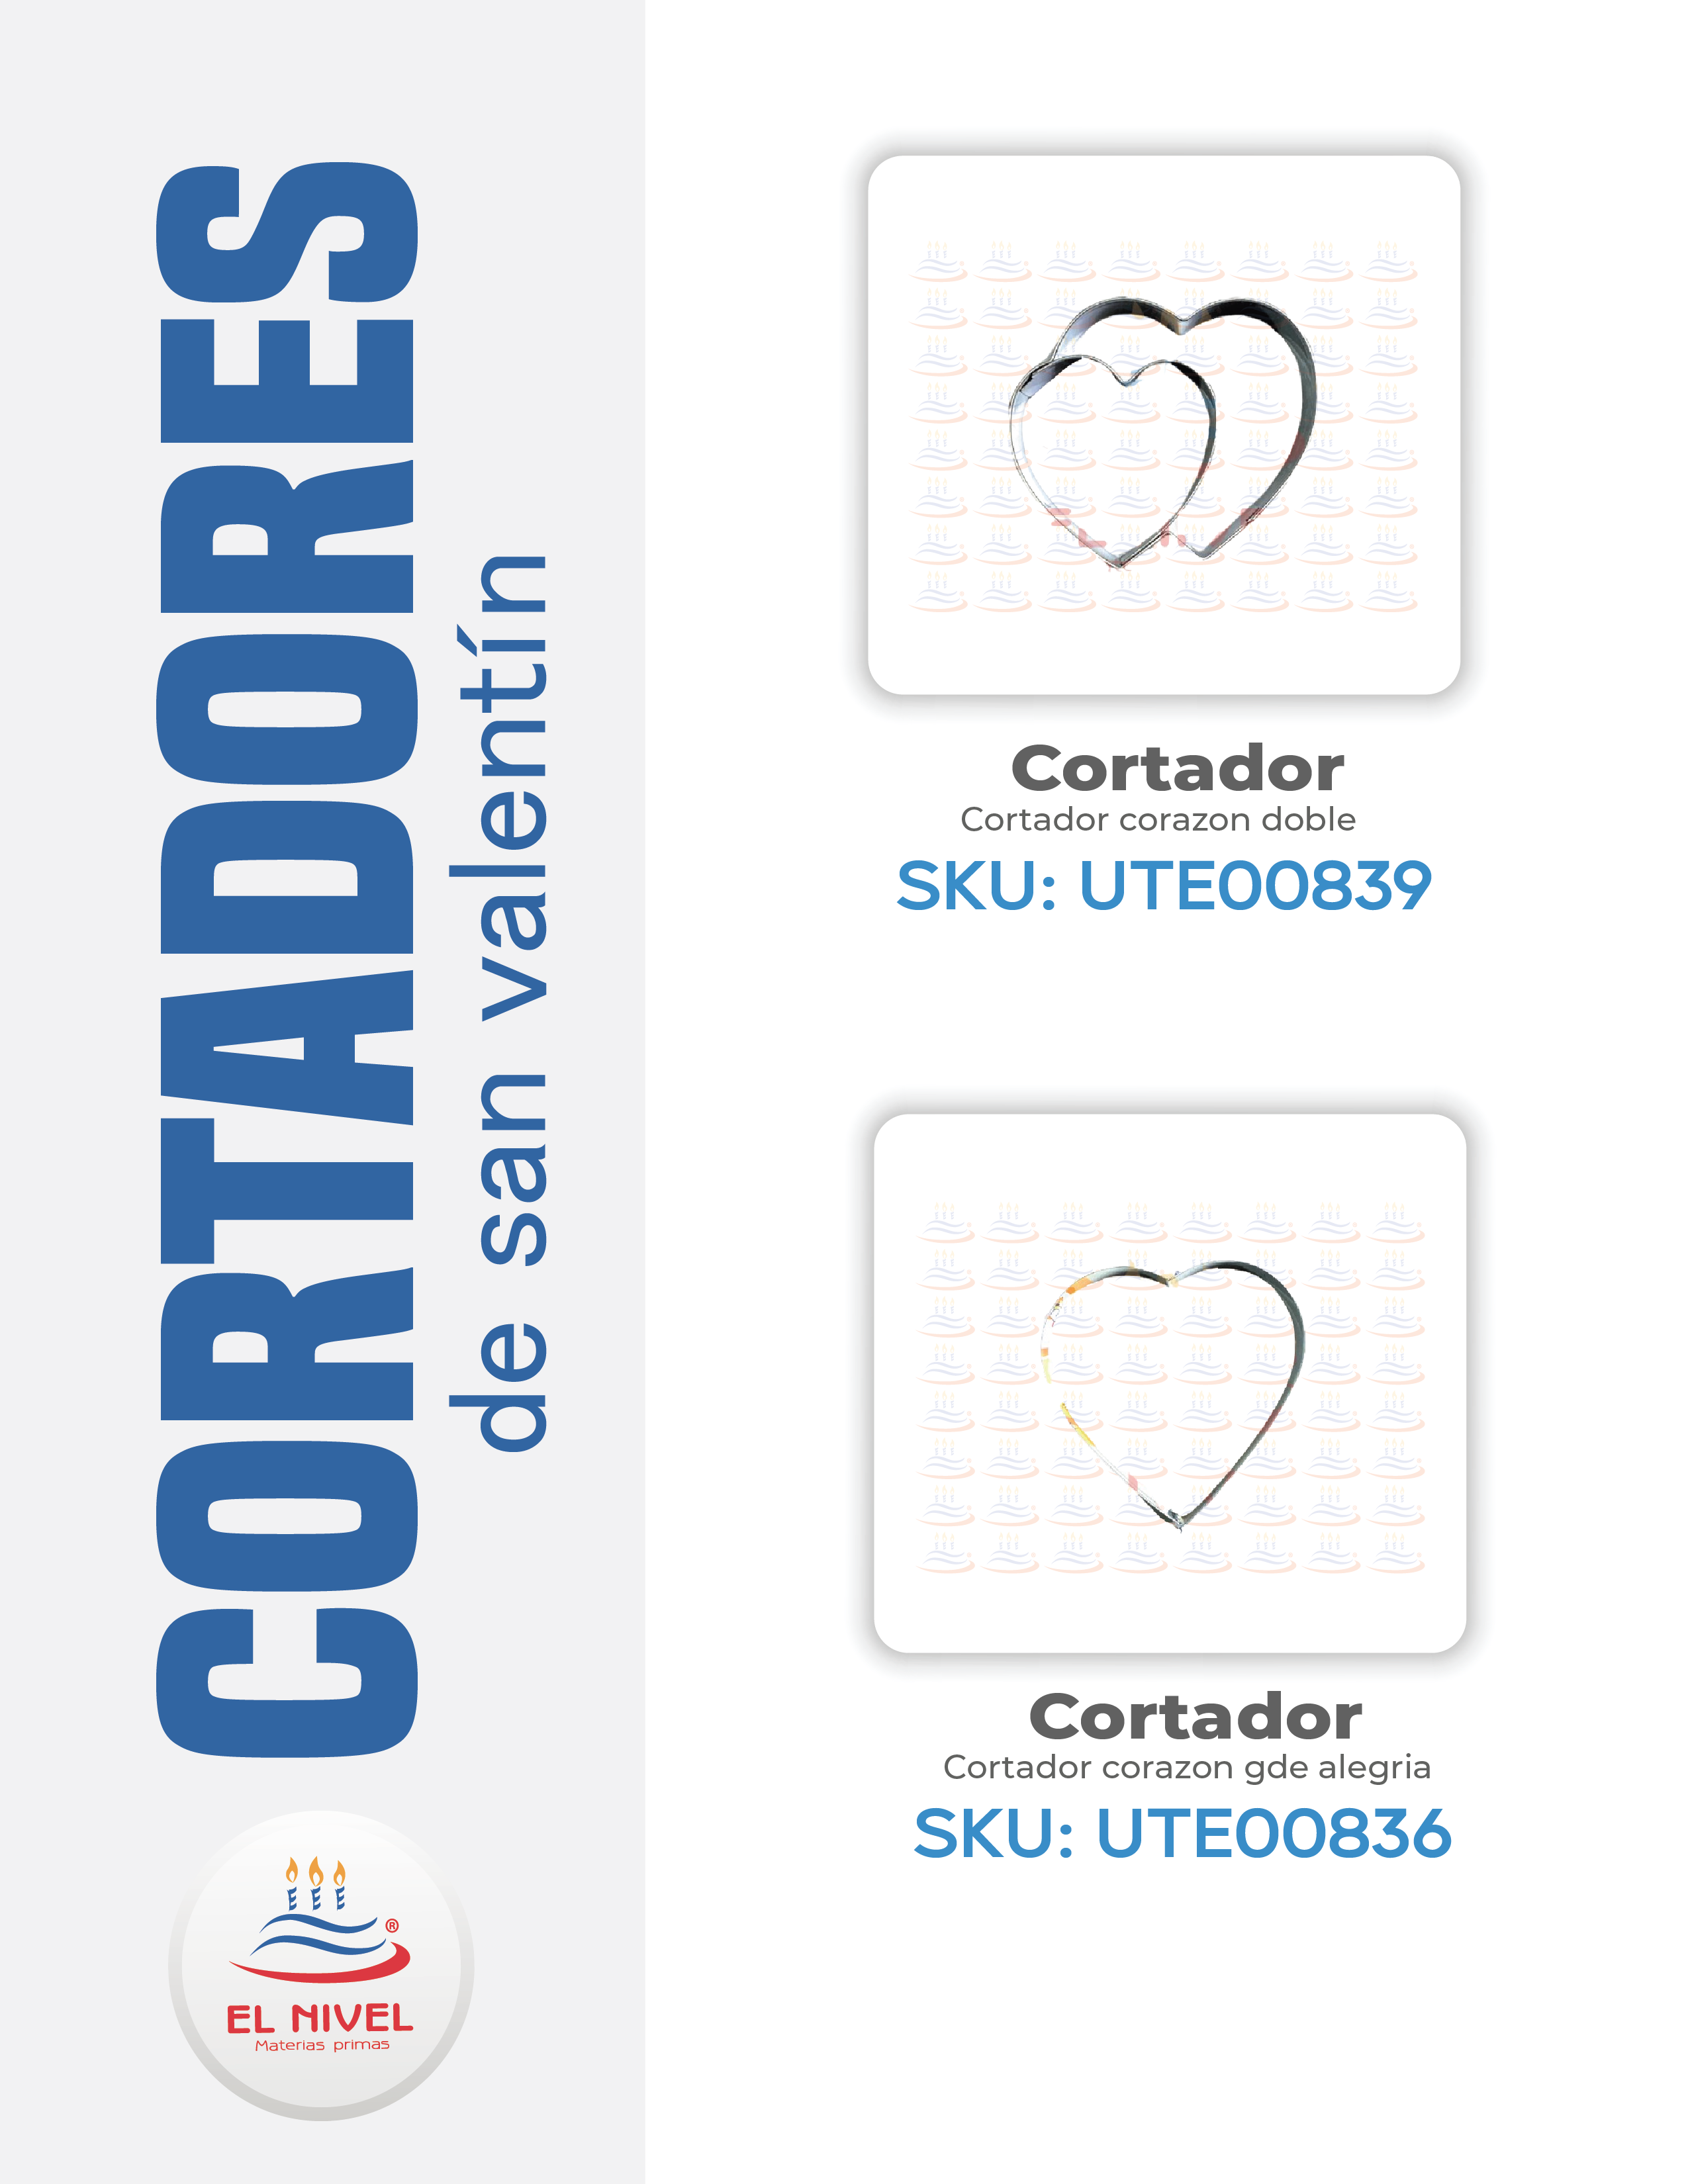 CORTADORES
de san valentín
Cortador
Cortador corazon doble
SKU: UTE00839
Cortador
Cortador corazon gde alegria
SKU: UTE00836
®
EL NIVEL
Materias primas